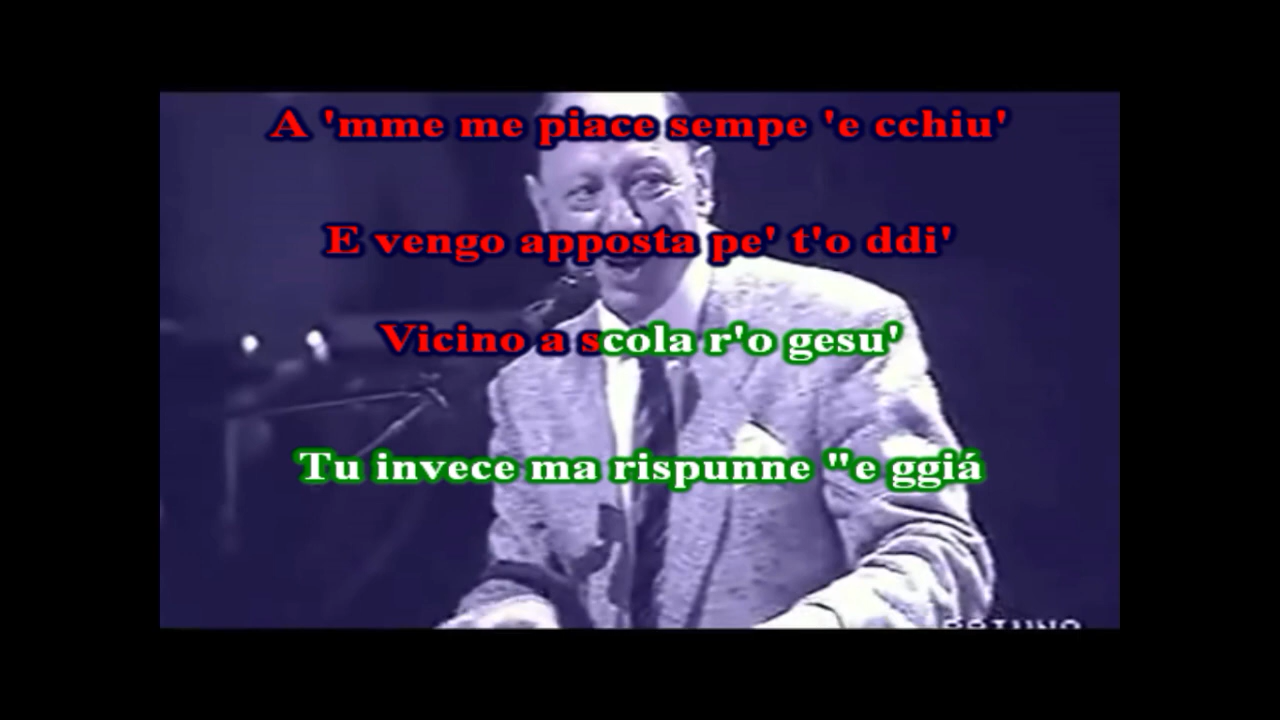 A 'mme me piace sempe 'e cchiu'
E vengo apposta pe' t'o ddi'
Vicino a scola r'o gesu'
Tu invece ma rispunne "e ggiá